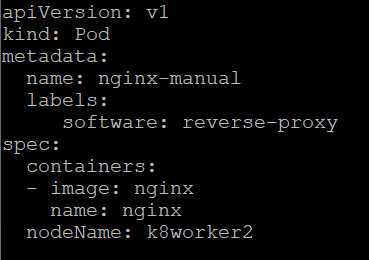 apiVersion: v1
kind: Pod
metadata:
  name: nginx-manual
  labels:
     software: reverse-proxy
spec:
  containers:
  - image: nginx
    name: nginx
  nodeName: k8worker2